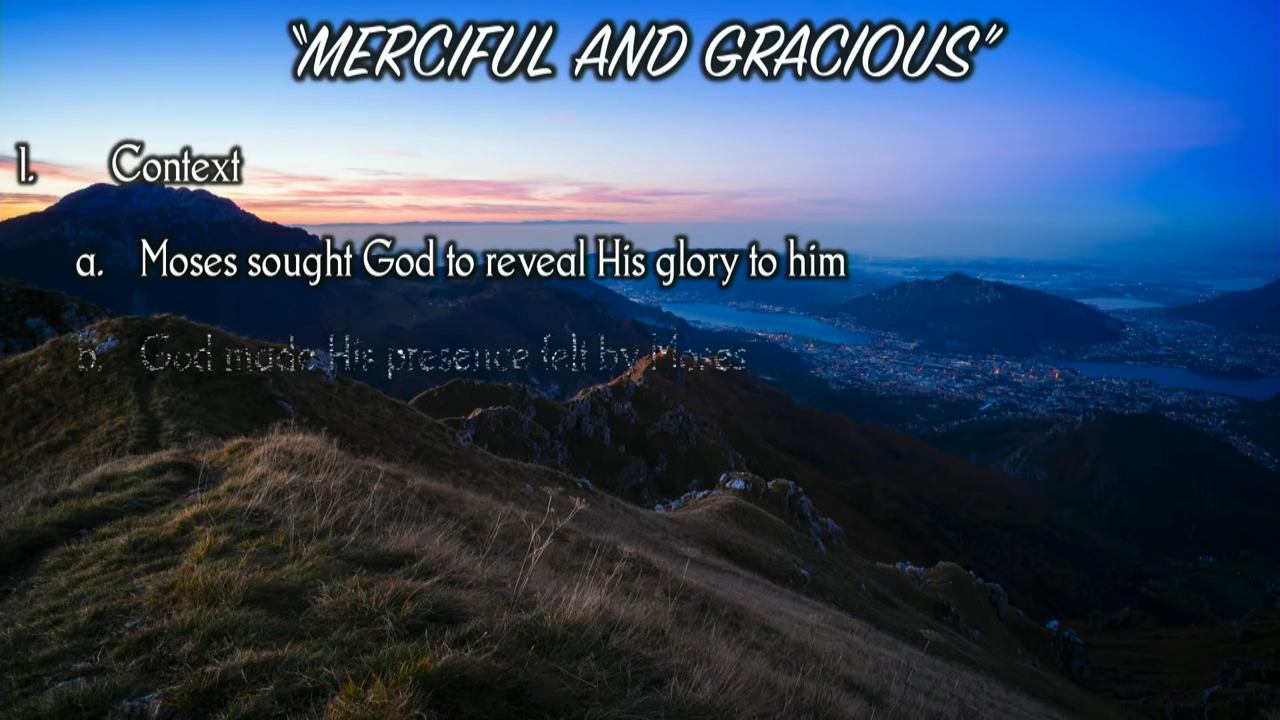 “MERCIFUL AND GRACIOUS”
1. Context
a. Moses sought God to reveal His glory to him
b. God made His presence felt by Moses